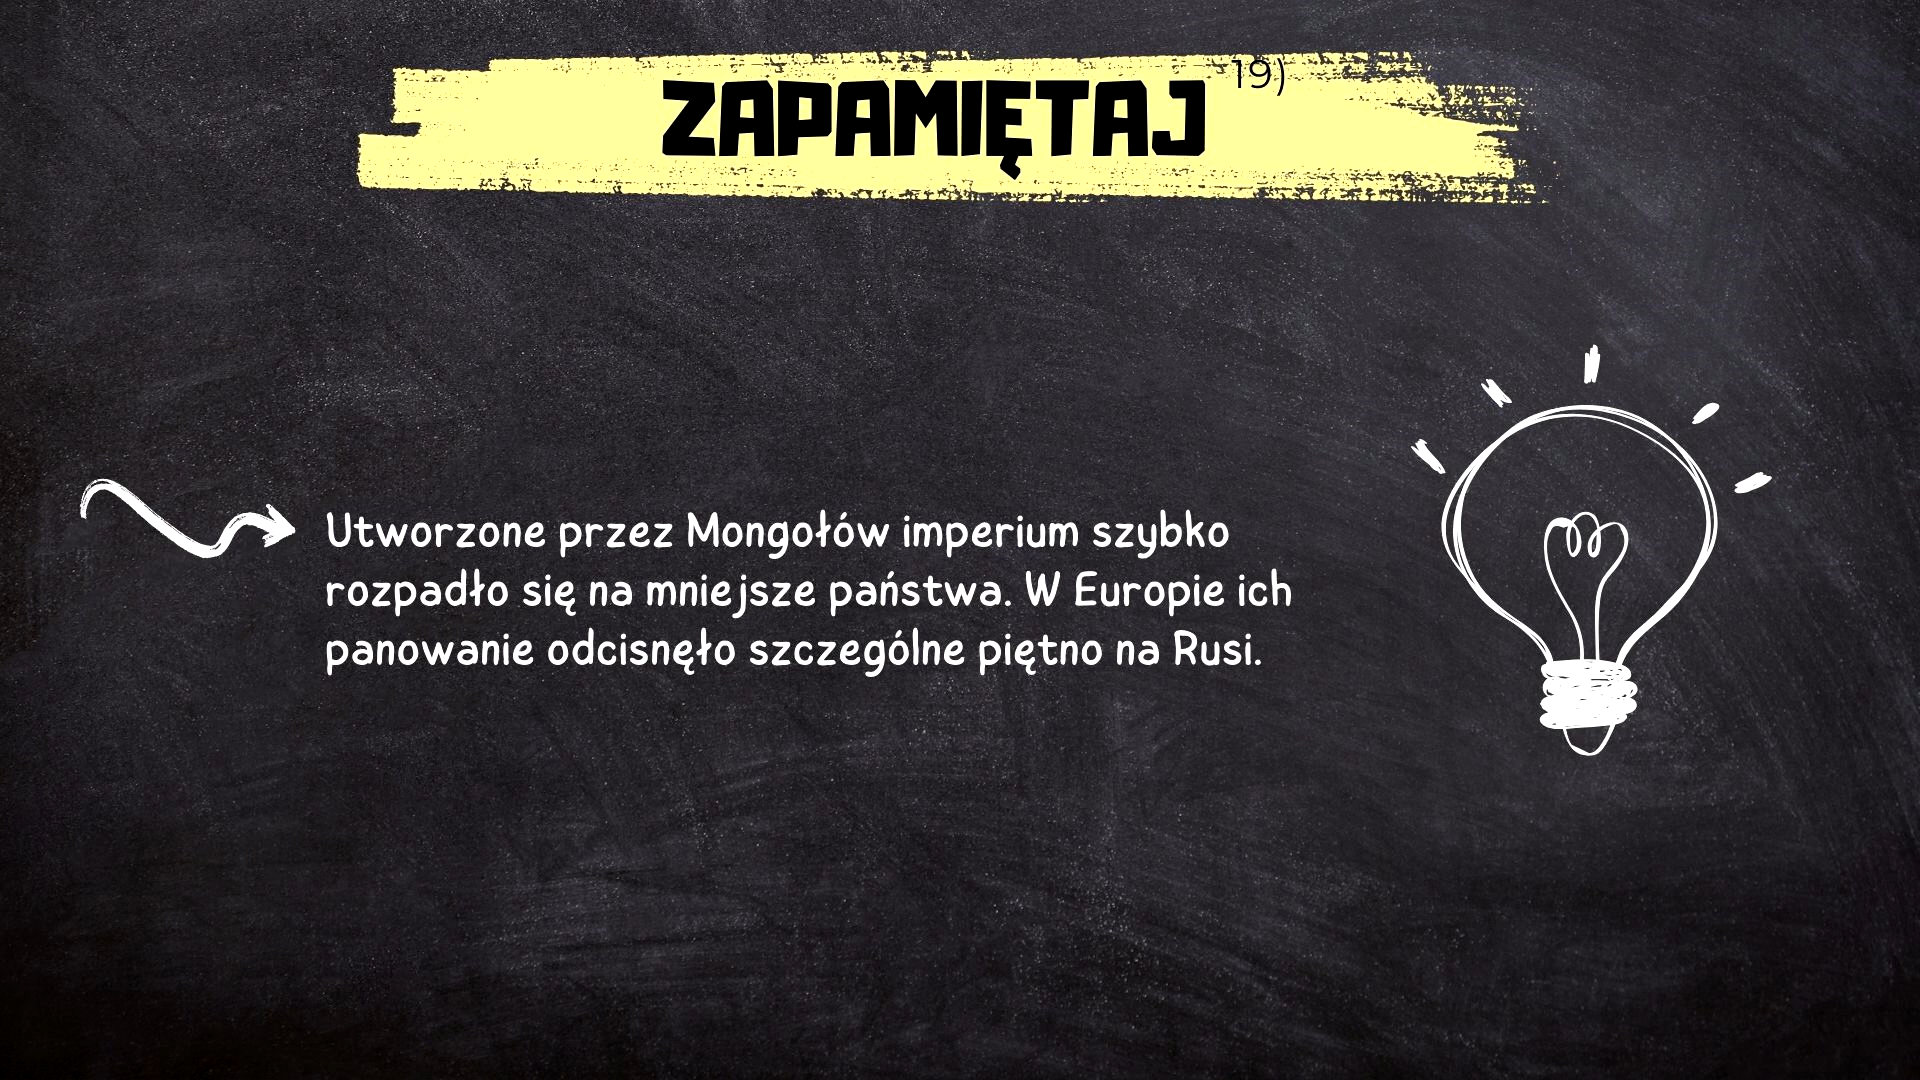 ZAPAMIĘTAJ 19)
Utworzone przez Mongołów imperium szybko
rozpadło się na mniejsze państwa. W Europie ich
panowanie odcisnęło szczególne piętno na Rusi.